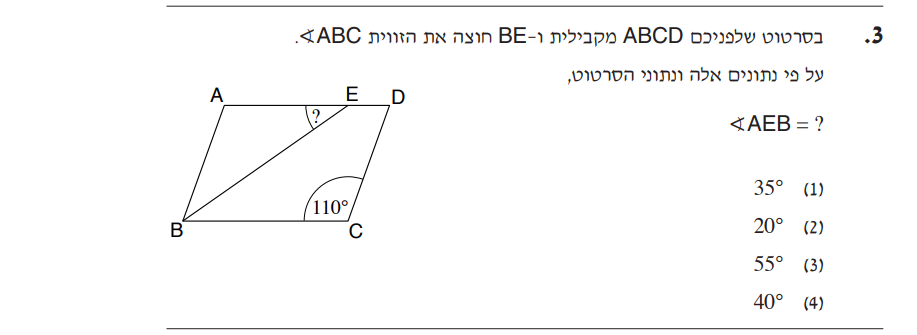 3. בסרטוט שלפניכם ABCD מקבילית ו-BE חוצה את הזווית ∢ABC.
על פי נתונים אלה ונתוני הסרטוט,
∢AEB = ?
A E D
?
110°
B C
(1) 35°
(2) 20°
(3) 55°
(4) 40°